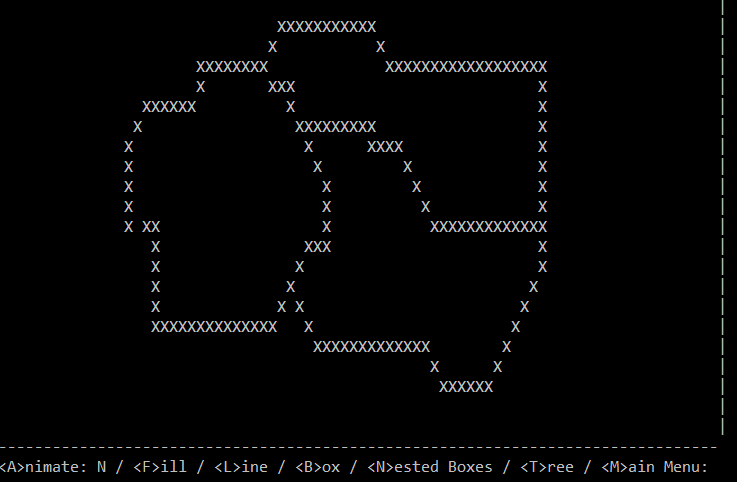 <A>nimate: N / <F>ill / <L>ine / <B>ox / <N>ested Boxes / <T>ree / <M>ain Menu: